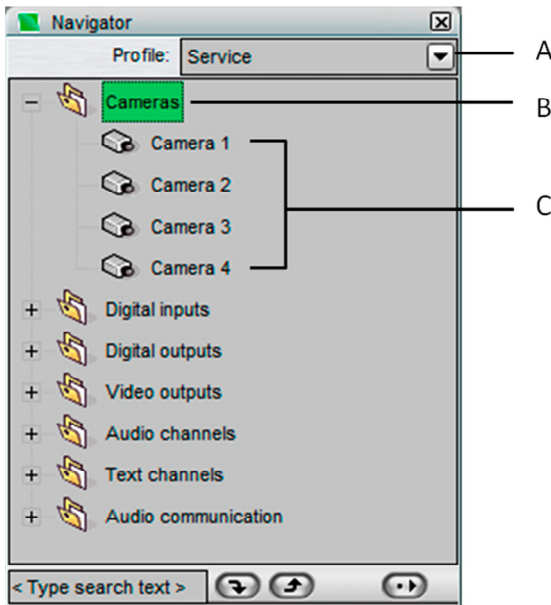 Navigator
Profile: Service A
Cameras B
Camera 1
Camera 2
C
Camera 3
Camera 4
Digital inputs
Digital outputs
Video outputs
Audio channels
Text channels
Audio communication
< Type search text >